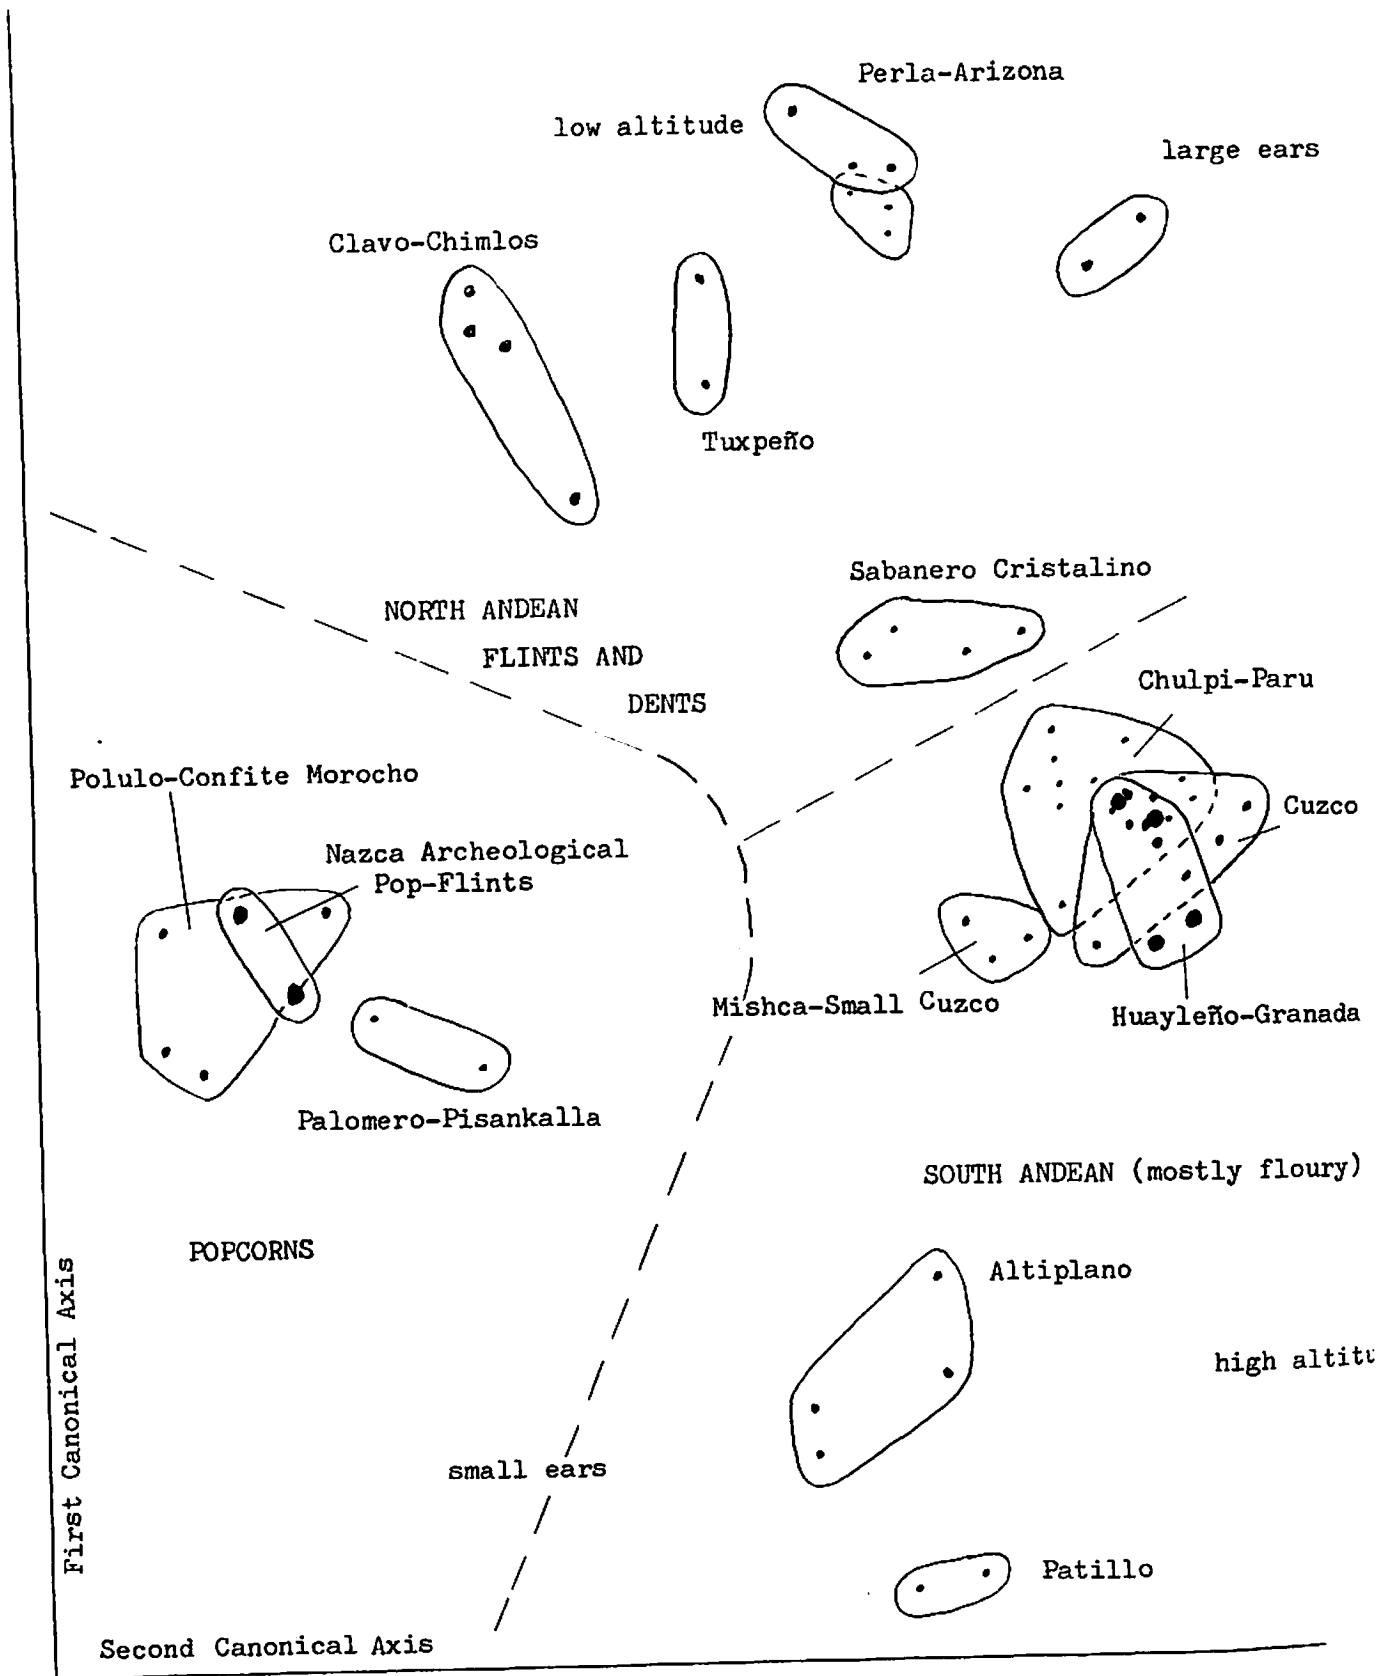 Perla-Arizona
low altitude
large ears
Clavo-Chimlos
Tuxpeño
Sabanero Cristalino
NORTH ANDEAN
FLINTS AND
DENTS
Chulpi-Paru
Polulo-Confite Morocho
Cuzco
Nazca Archeological
Pop-Flints
Mishca-Small Cuzco
Huayleño-Granada
Palomero-Pisankalla
SOUTH ANDEAN (mostly floury)
POPCORNS
Altiplano
high altitu
small ears
First Canonical Axis
Patillo
Second Canonical Axis